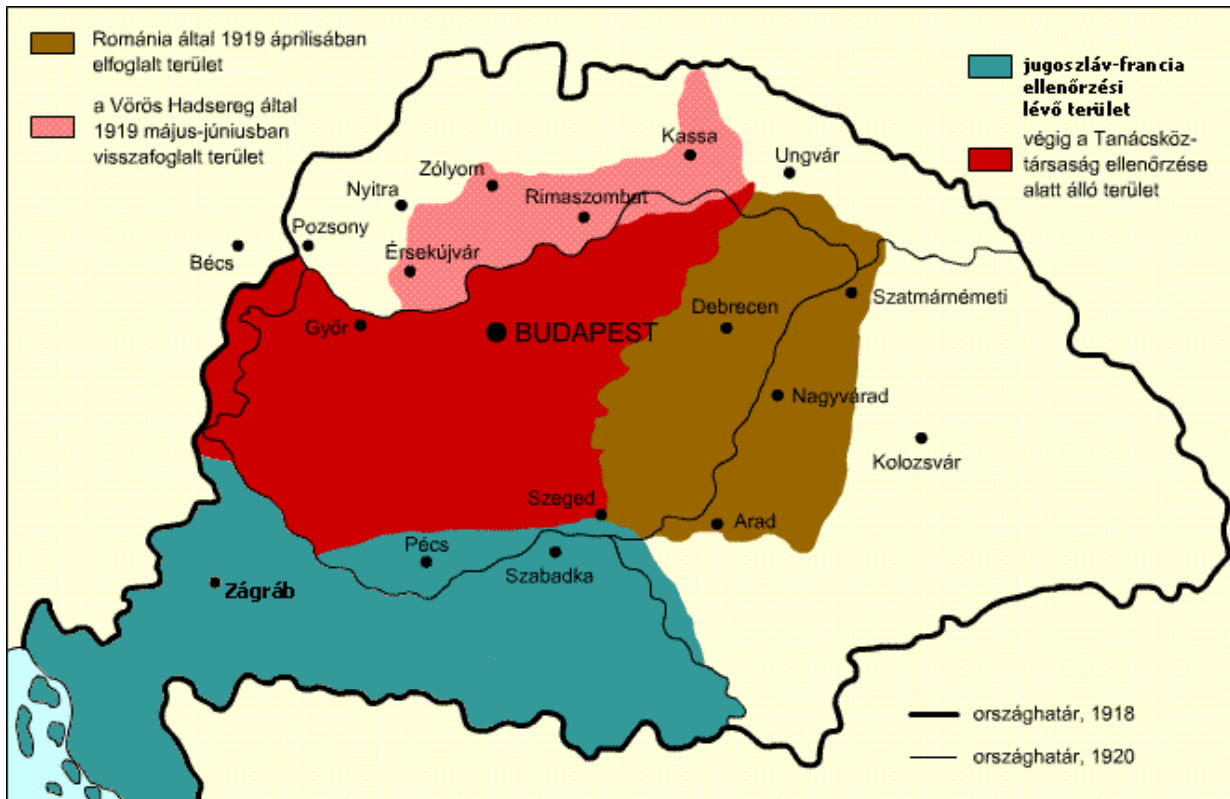 Románia által 1919 áprilisában
elfoglalt terület
a Vörös Hadsereg által
1919 május-júniusban
visszafoglalt terület
jugoszláv-francia
ellenőrzési
lévő terület
végig a Tanácsköz-
társaság ellenőrzése
alatt álló terület
Kassa
Ungvár
Zólyom
Nyitra
Rimaszombat
Pozsony
Bécs
Érsekújvár
Szatmárnémeti
Debrecen
Győr
BUDAPEST
Nagyvárad
Kolozsvár
Szeged
Arad
Pécs
Szabadka
Zágráb
országhatár, 1918
országhatár, 1920